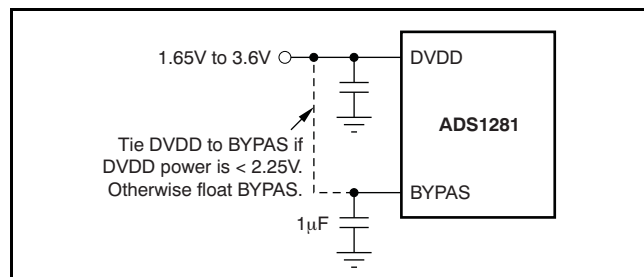 1.65V to 3.6V
DVDD
ADS1281
Tie DVDD to BYPAS if
DVDD power is < 2.25V.
Otherwise float BYPAS.
BYPAS
1μF